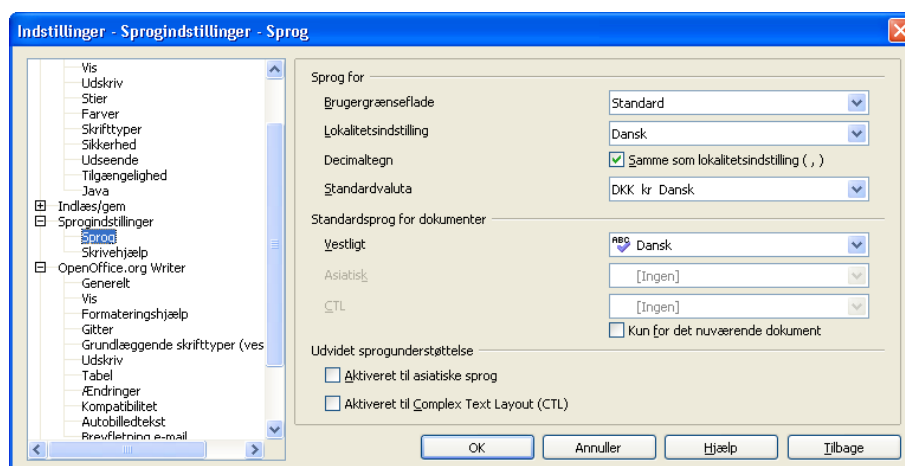 Indstillinger - Sprogindstillinger - Sprog
Vis
Udskriv
Stier
Farver
Skrifttyper
Sikkerhed
Udseende
Tilgængelighed
Java
Indlæs/gem
Sprogindstillinger
Sprog
Skrivehjælp
OpenOffice.org Writer
Generelt
Vis
Formateringshjælp
Gitter
Grundlæggende skrifttyper (ves
Udskriv
Tabel
Ændringer
Kompatibilitet
Autobilledtekst
Brevfletning e-mail
Sprog for
Brugergrænseflade Standard
Lokalitetsindstilling Dansk
Decimaltegn Samme som lokalitetsindstilling ( , )
Standardvaluta DKK kr Dansk
Standardsprog for dokumenter
Vestligt ABC Dansk
Asiatisk [Ingen]
CTL [Ingen]
Kun for det nuværende dokument
Udvidet sprogunderstøttelse
Aktiveret til asiatiske sprog
Aktiveret til Complex Text Layout (CTL)
OK Annuller Hjælp Tilbage